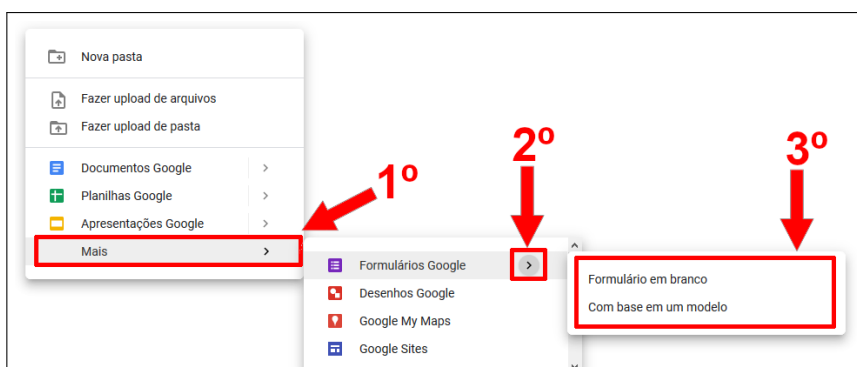 Nova pasta
Fazer upload de arquivos
Fazer upload de pasta
Documentos Google
Planilhas Google
Apresentações Google
Mais
1º
2º
Formulários Google
Desenhos Google
Google My Maps
Google Sites
3º
Formulário em branco
Com base em um modelo